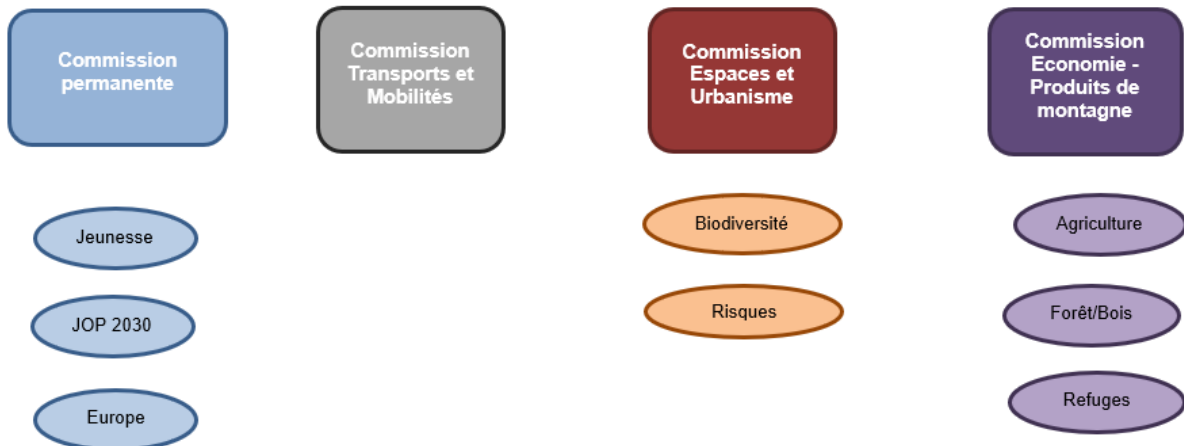 Commission
permanente
Commission
Transports et
Mobilités
Commission
Espaces et
Urbanisme
Commission
Economie -
Produits de
montagne
Jeunesse
JOP 2030
Europe
Biodiversité
Risques
Agriculture
Forêt/Bois
Refuges